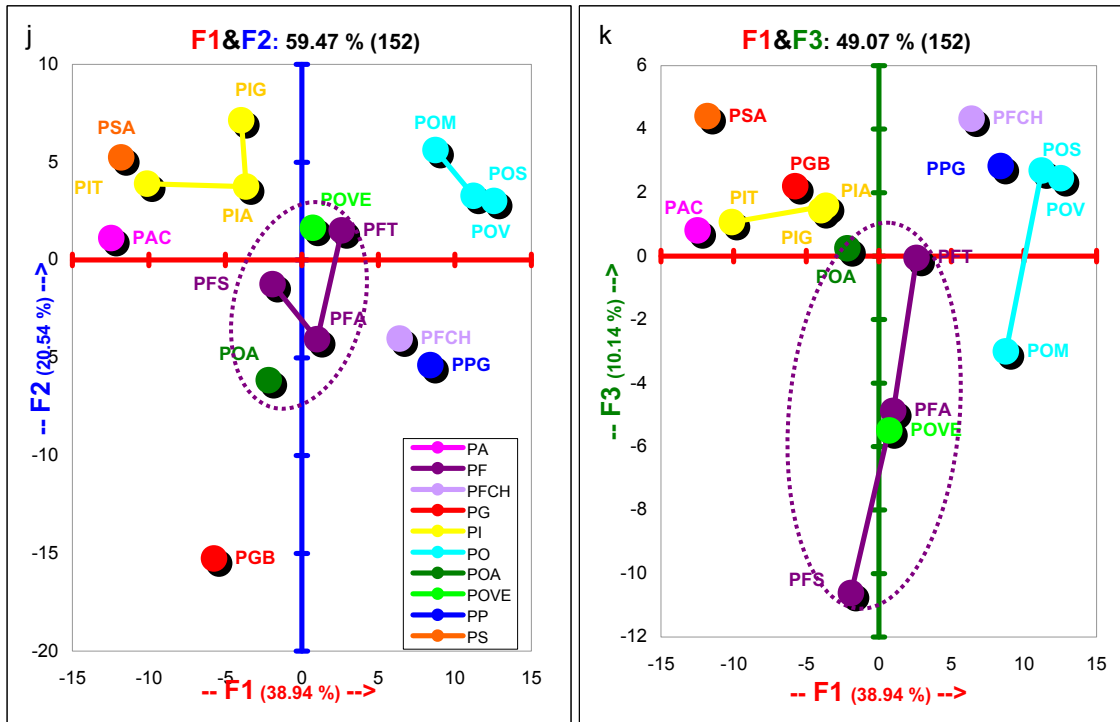 j
F1&F2: 59.47 % (152)
10
5
0
-5
-10
-15
-20
-15
-10
-5
0
5
10
15
-- F2 (20.54 %) -->
-- F1 (38.94 %) -->
PIG
PSA
PIT
PIA
PAC
POM
POS
POV
POVE
PFT
PFS
PFA
PFCH
POA
PPG
PGB
PA
PF
PFCH
PG
PI
PO
POA
POVE
PP
PS
k
F1&F3: 49.07 % (152)
6
4
2
0
-2
-4
-6
-8
-10
-12
-15
-10
-5
0
5
10
15
-- F3 (10.14 %) -->
-- F1 (38.94 %) -->
PSA
PFCH
PGB
PPG
POS
PIT
PIA
POV
PAC
PIG
POA
PFT
POM
PFA
POVE
PFS